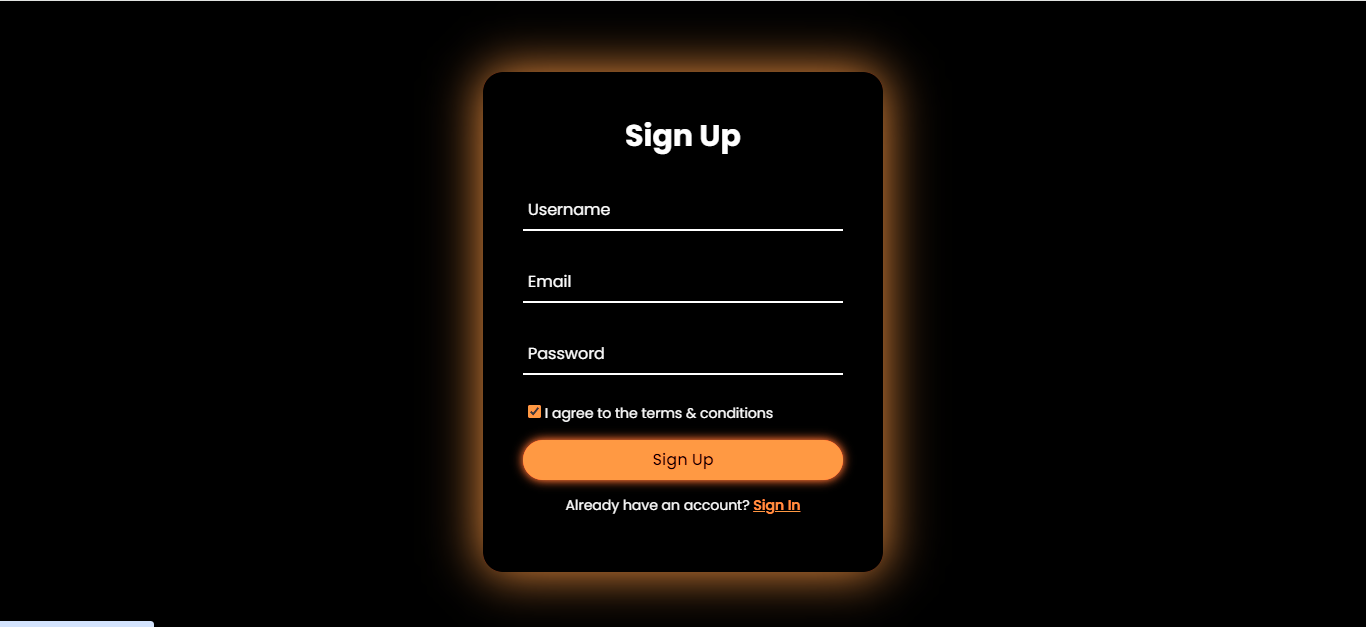 Sign Up
Username
Email
Password
I agree to the terms & conditions
Sign Up
Already have an account? Sign In